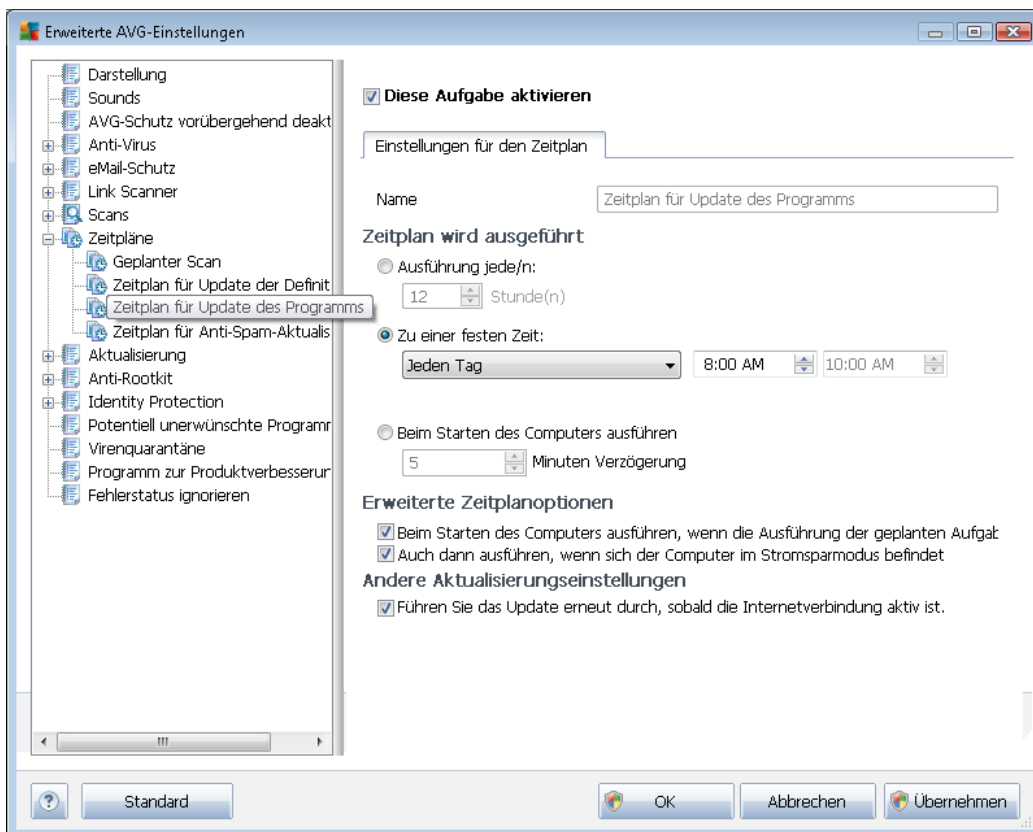 Erweiterte AVG-Einstellungen
Darstellung
Sounds
AVG-Schutz vorübergehend deakt
Anti-Virus
eMail-Schutz
Link Scanner
Scans
Zeitpläne
Geplanter Scan
Zeitplan für Update der Definit
Zeitplan für Update des Programms
Zeitplan für Anti-Spam-Aktualis
Aktualisierung
Anti-Rootkit
Identity Protection
Potentiell unerwünschte Programr
Virenquarantäne
Programm zur Produktverbesserur
Fehlerstatus ignorieren
Diese Aufgabe aktivieren
Einstellungen für den Zeitplan
Name Zeitplan für Update des Programms
Zeitplan wird ausgeführt
Ausführung jede/n:
12 Stunde(n)
Zu einer festen Zeit:
Jeden Tag 8:00 AM 10:00 AM
Beim Starten des Computers ausführen
5 Minuten Verzögerung
Erweiterte Zeitplanoptionen
Beim Starten des Computers ausführen, wenn die Ausführung der geplanten Aufgab
Auch dann ausführen, wenn sich der Computer im Stromsparmodus befindet
Andere Aktualisierungseinstellungen
Führen Sie das Update erneut durch, sobald die Internetverbindung aktiv ist.
? Standard OK Abbrechen Übernehmen